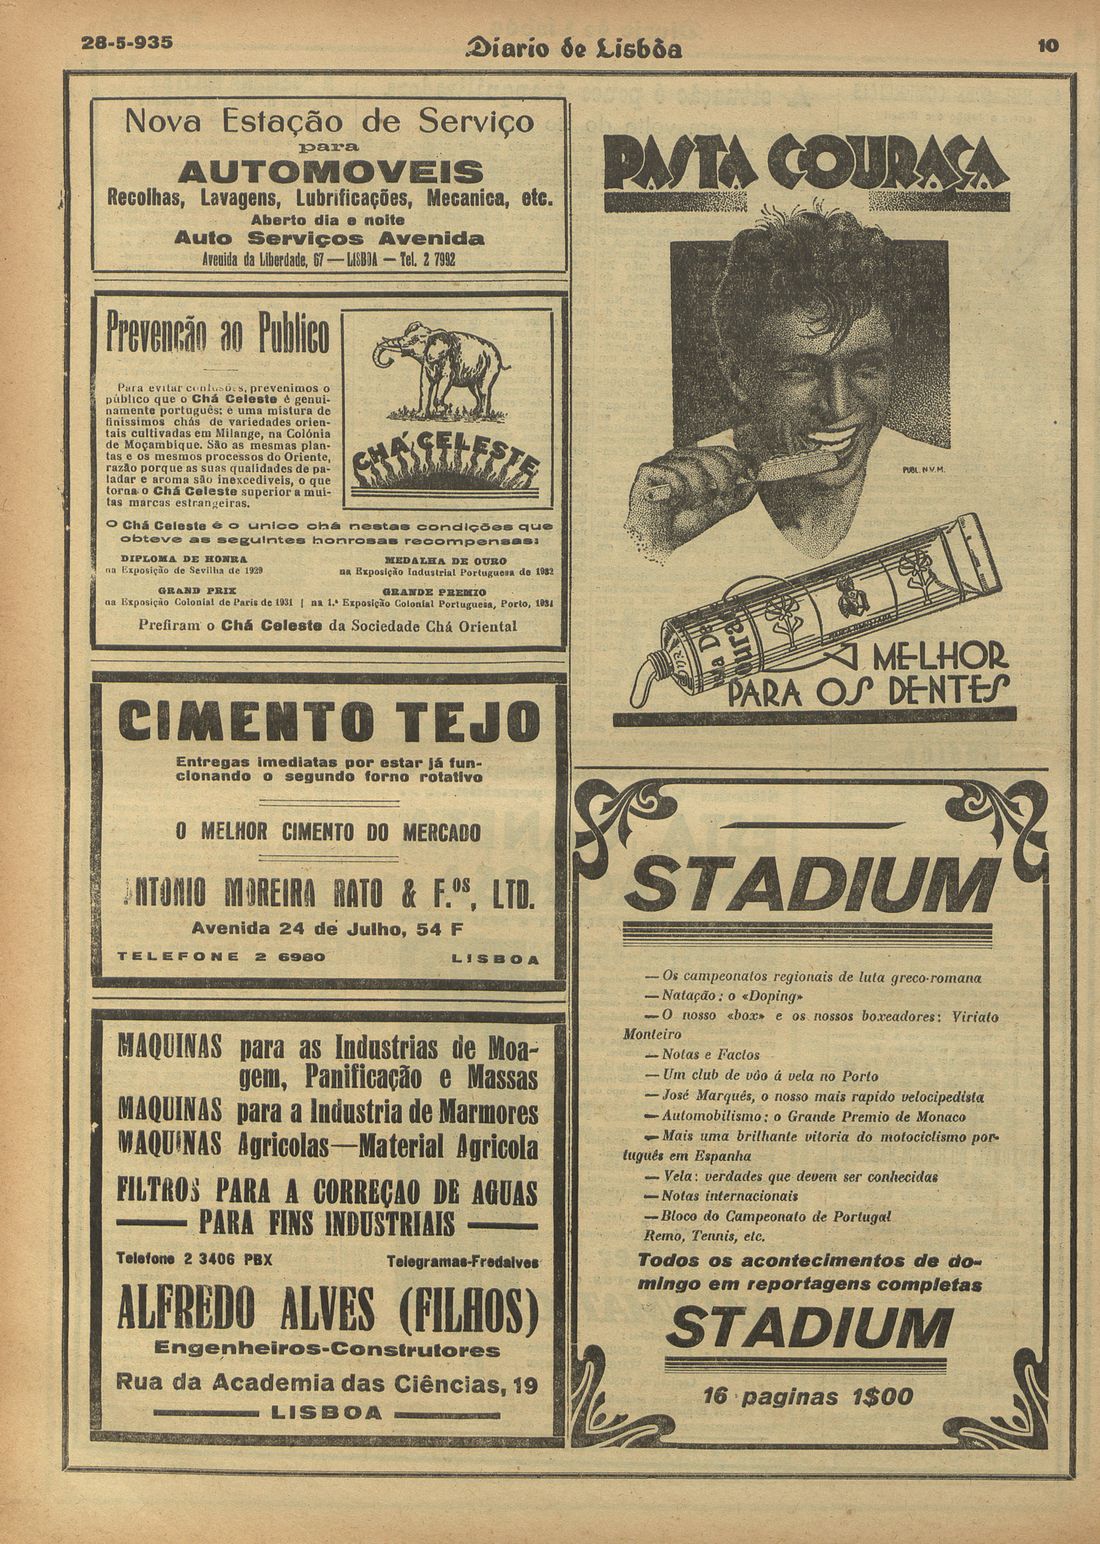 28-5-935
Diario de Lisbôa
10
Nova Estação de Serviço
para
AUTOMOVEIS
Recolhas, Lavagens, Lubrificações, Mecanica, etc.
Aberto dia e noite
Auto Serviços Avenida
Avenida da Liberdade, 67 — LISBOA — Tel. 2 7992
Prevenção ao Publico
Para evitar confusões, prevenimos o
público que o Chá Celeste é genui-
namente português: e uma mistura de
finissimos chás de variedades orien-
tais cultivadas em Milange, na Colónia
de Moçambique. São as mesmas plan-
tas e os mesmos processos do Oriente,
razão porque as suas qualidades de pa-
ladar e aroma são inexcediveis, o que
torna o Chá Celeste superior a mui-
tas marcas estrangeiras.
CHÁ CELESTE
O Chá Celeste é o unico chá nestas condições que
obteve as seguintes honrosas recompensas:
DIPLOMA DE HONRA
na Exposição de Sevilha de 1929
MEDALHA DE OURO
na Exposição Industrial Portuguesa de 1932
GRAND PRIX
na Exposição Colonial de Paris de 1931
GRANDE PREMIO
na 1.ª Exposição Colonial Portuguesa, Porto, 1934
Prefiram o Chá Celeste da Sociedade Chá Oriental
CIMENTO TEJO
Entregas imediatas por estar já fun-
cionando o segundo forno rotativo
O MELHOR CIMENTO DO MERCADO
ANTONIO MOREIRA RATO & F.OS, LTD.
Avenida 24 de Julho, 54 F
TELEFONE 2 6980 LISBOA
MAQUINAS para as Industrias de Moa-
gem, Panificação e Massas
MAQUINAS para a Industria de Marmores
MAQUINAS Agricolas—Material Agricola
FILTROS PARA A CORREÇAO DE AGUAS
PARA FINS INDUSTRIAIS
Telefone 2 3406 PBX Telegramas-Fredalves
ALFREDO ALVES (FILHOS)
Engenheiros-Construtores
Rua da Academia das Ciências, 19
LISBOA
PASTA COURAÇA
PUBL. N.V.M.
A MELHOR
PARA OS DENTES
STADIUM
— Os campeonatos regionais de luta greco-romana
— Natação: o «Doping»
— O nosso «box» e os nossos boxeadores: Viriato
Monteiro
— Notas e Factos
— Um club de vôo á vela no Porto
— José Marquês, o nosso mais rapido velocipedista
— Automobilismo: o Grande Premio de Monaco
— Mais uma brilhante vitoria do motociclismo por-
tuguês em Espanha
— Vela: verdades que devem ser conhecidas
— Notas internacionais
— Bloco do Campeonato de Portugal
Remo, Tennis, etc.
Todos os acontecimentos de do-
mingo em reportagens completas
STADIUM
16 paginas 1$00